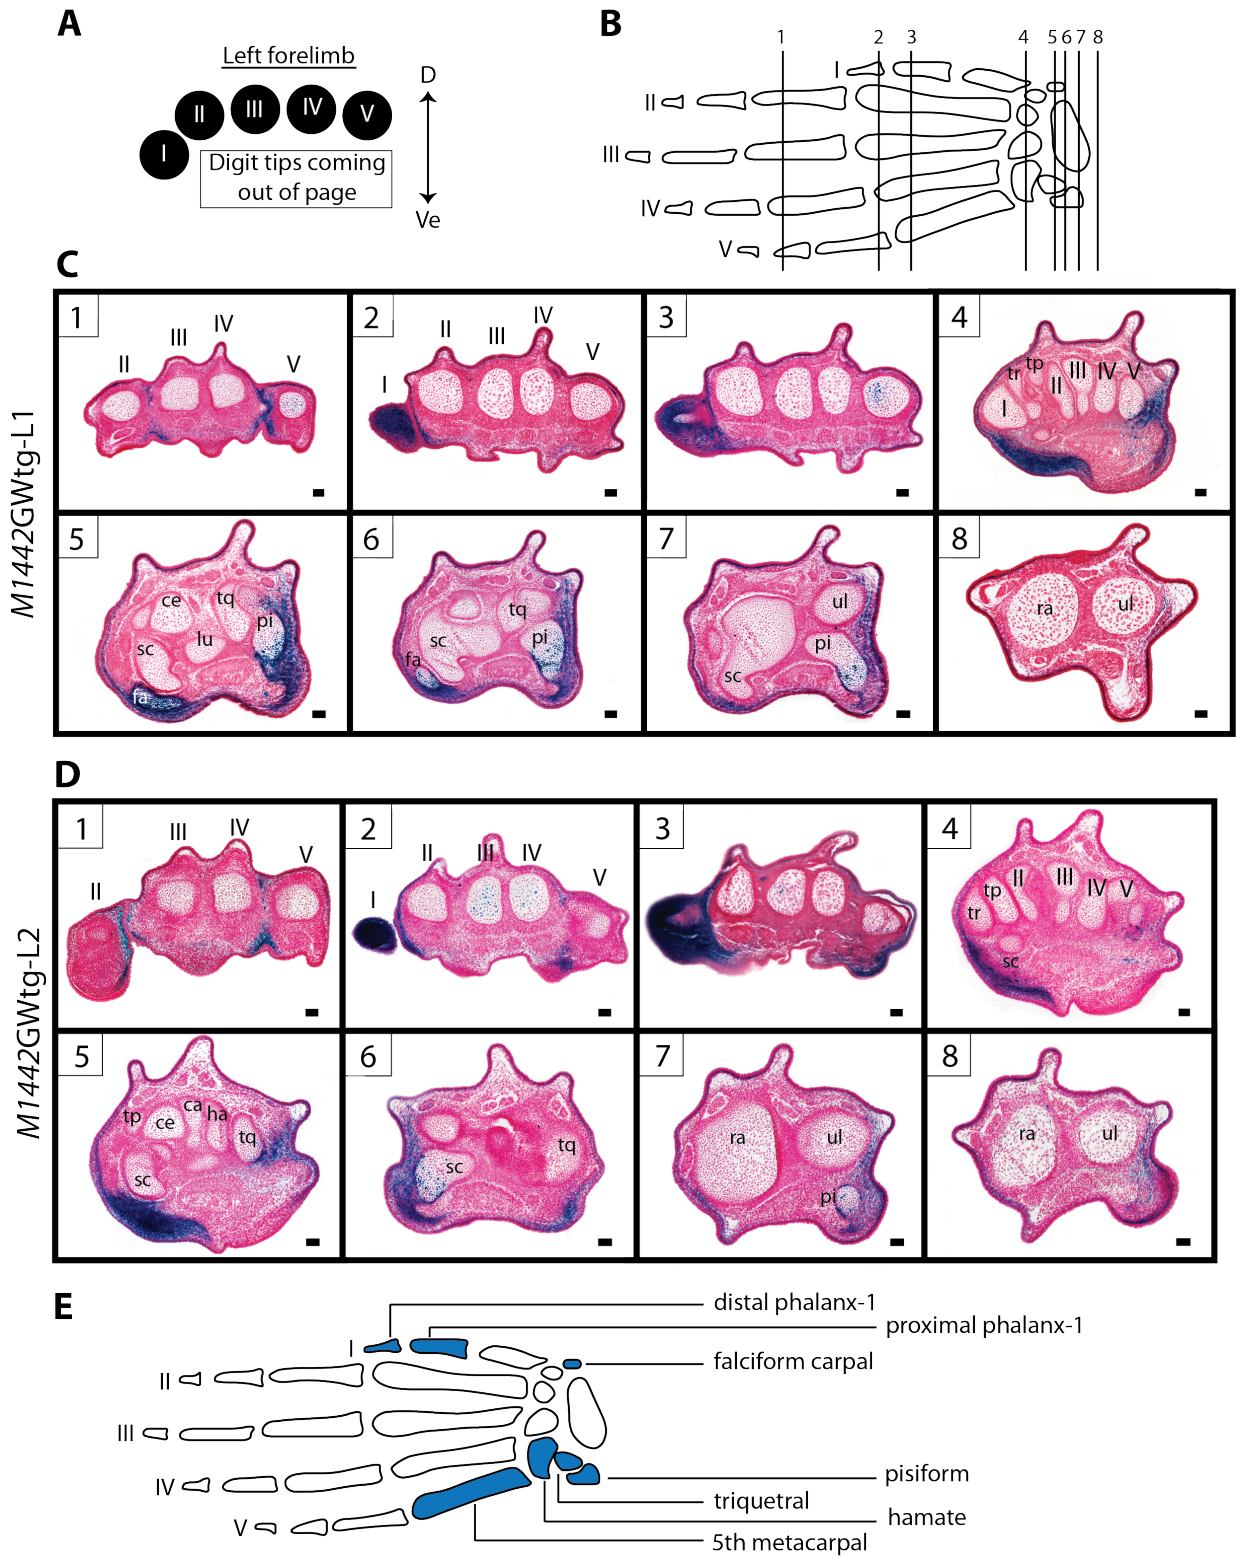 A
Left forelimb
I
II
III
IV
V
Digit tips coming
out of page
D
Ve
B
1
2
3
4
5
6
7
8
I
II
III
IV
V
C
M1442GWtg-L1
1
II
III
IV
V
2
I
II
III
IV
V
3
4
tr
tp
I
II
III
IV
V
5
ce
tq
pi
lu
sc
fa
6
tq
sc
pi
fa
7
ul
pi
sc
8
ra
ul
D
M1442GWtg-L2
1
II
III
IV
V
2
I
II
III
IV
V
3
4
tr
tp
II
III
IV
V
sc
5
tp
ce
ca
ha
tq
sc
6
sc
tq
7
ra
ul
pi
8
ra
ul
E
distal phalanx-1
proximal phalanx-1
falciform carpal
I
II
III
IV
V
pisiform
triquetral
hamate
5th metacarpal